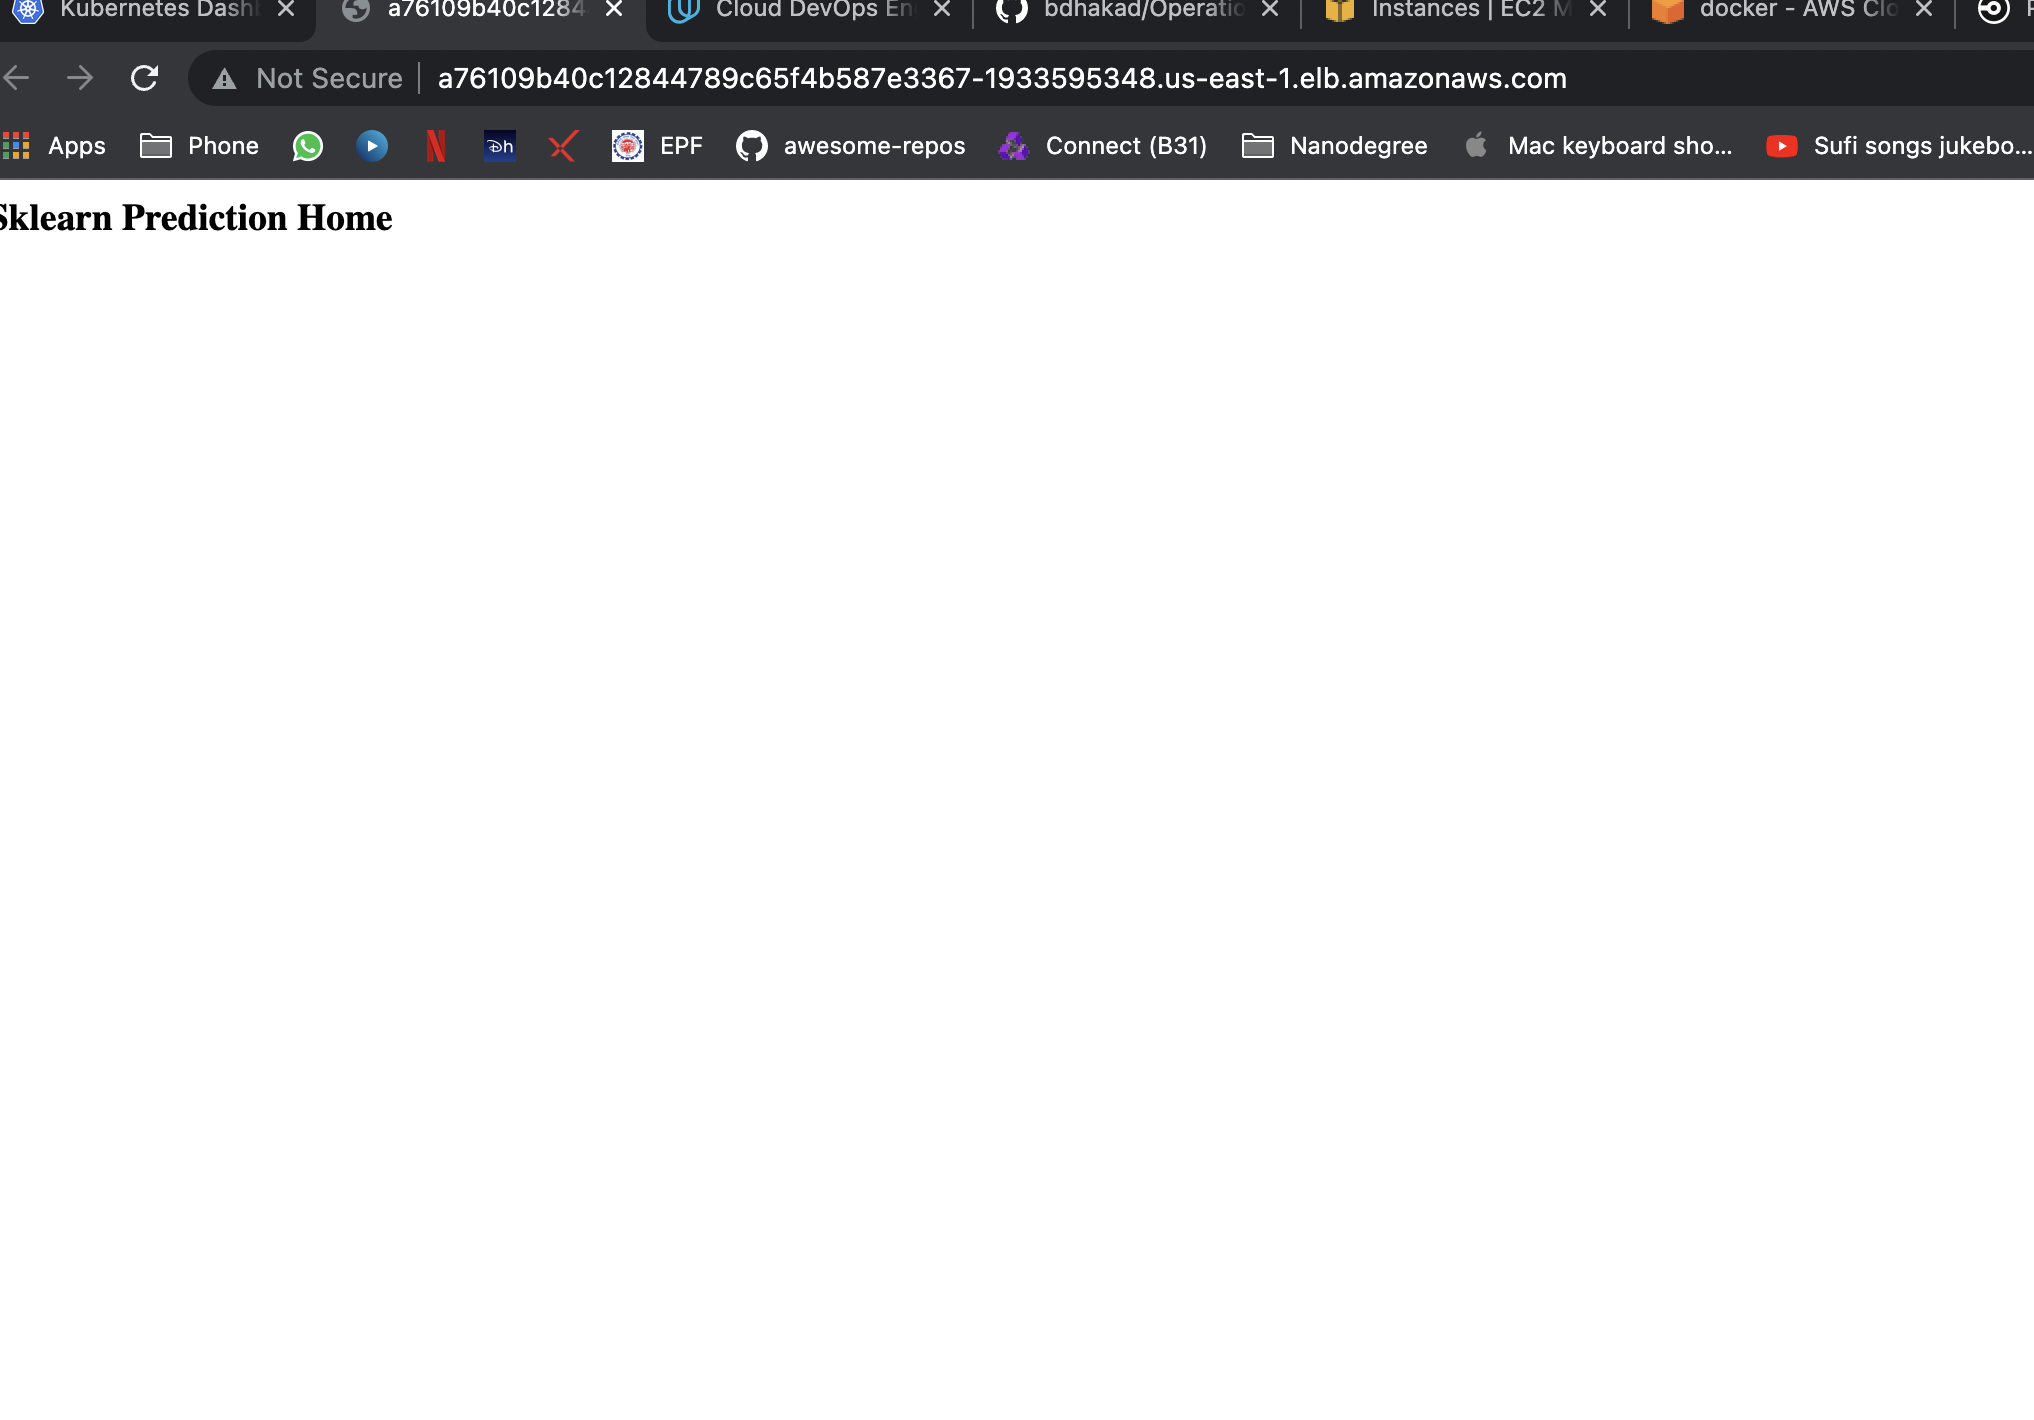 Kubernetes Dash
a76109b40c1284
Cloud DevOps En
bdhakad/Operatio
Instances | EC2 M
docker - AWS Clo
Not Secure
a76109b40c12844789c65f4b587e3367-1933595348.us-east-1.elb.amazonaws.com
Apps
Phone
Dh
EPF
awesome-repos
Connect (B31)
Nanodegree
Mac keyboard sho...
Sufi songs jukebo...
Sklearn Prediction Home